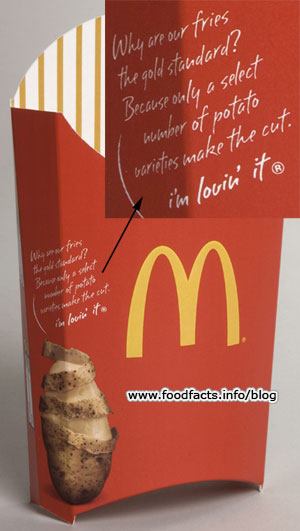 Why are our fries
the gold standard?
Because only a select
number of potato
varieties make the cut.
i'm lovin' it ®
Why are our fries
the gold standard?
Because only a select
number of potato
varieties make the cut.
i'm lovin' it ®
M
®
www.foodfacts.info/blog